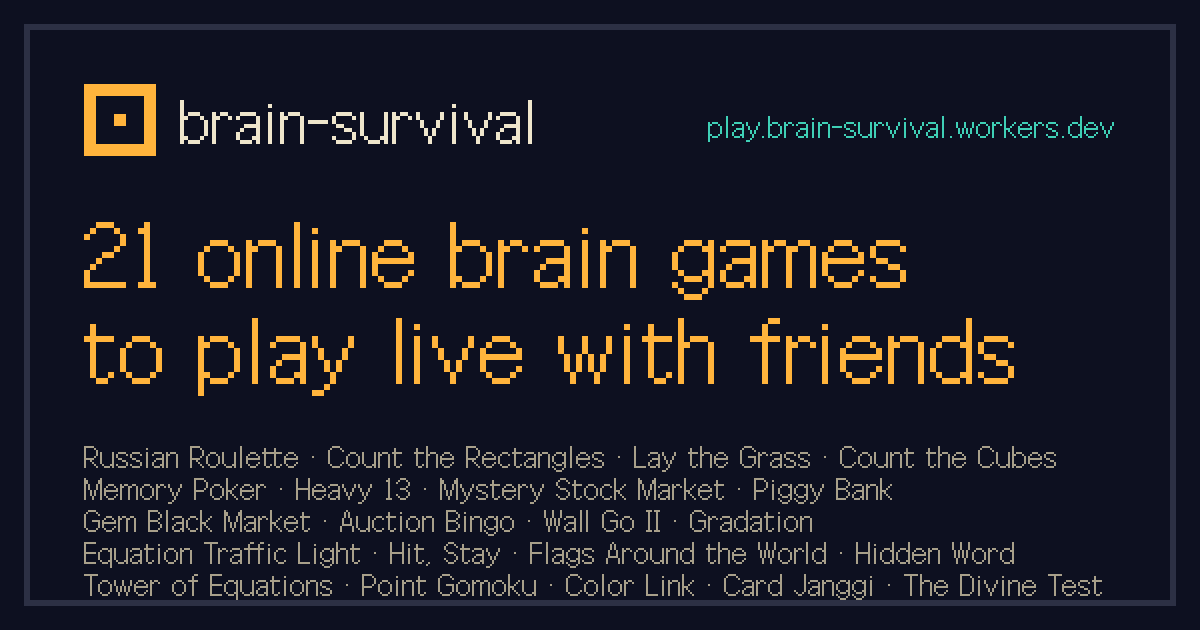 brain-survival
play.brain-survival.workers.dev
21 online brain games
to play live with friends
Russian Roulette · Count the Rectangles · Lay the Grass · Count the Cubes
Memory Poker · Heavy 13 · Mystery Stock Market · Piggy Bank
Gem Black Market · Auction Bingo · Wall Go II · Gradation
Equation Traffic Light · Hit, Stay · Flags Around the World · Hidden Word
Tower of Equations · Point Gomoku · Color Link · Card Janggi · The Divine Test